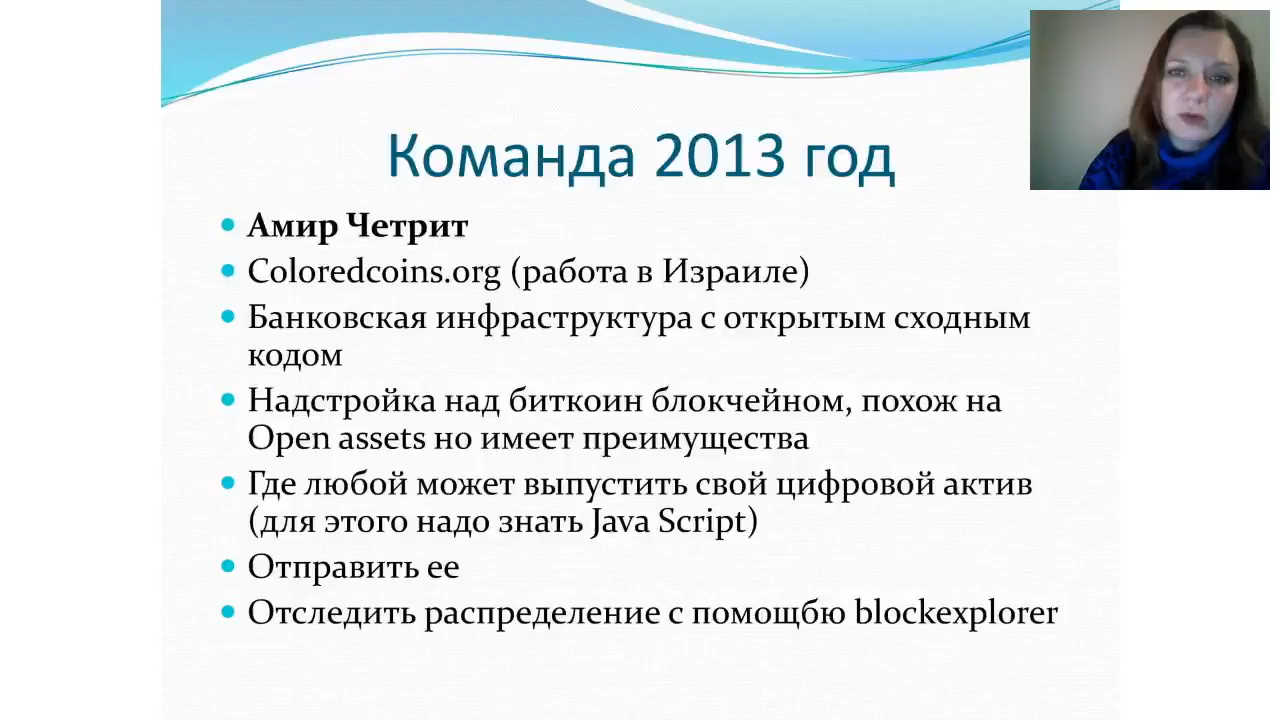 Команда 2013 год
Амир Четрит
Coloredcoins.org (работа в Израиле)
Банковская инфраструктура с открытым сходным
кодом
Надстройка над биткоин блокчейном, похож на
Open assets но имеет преимущества
Где любой может выпустить свой цифровой актив
(для этого надо знать Java Script)
Отправить ее
Отследить распределение с помощбю blockexplorer